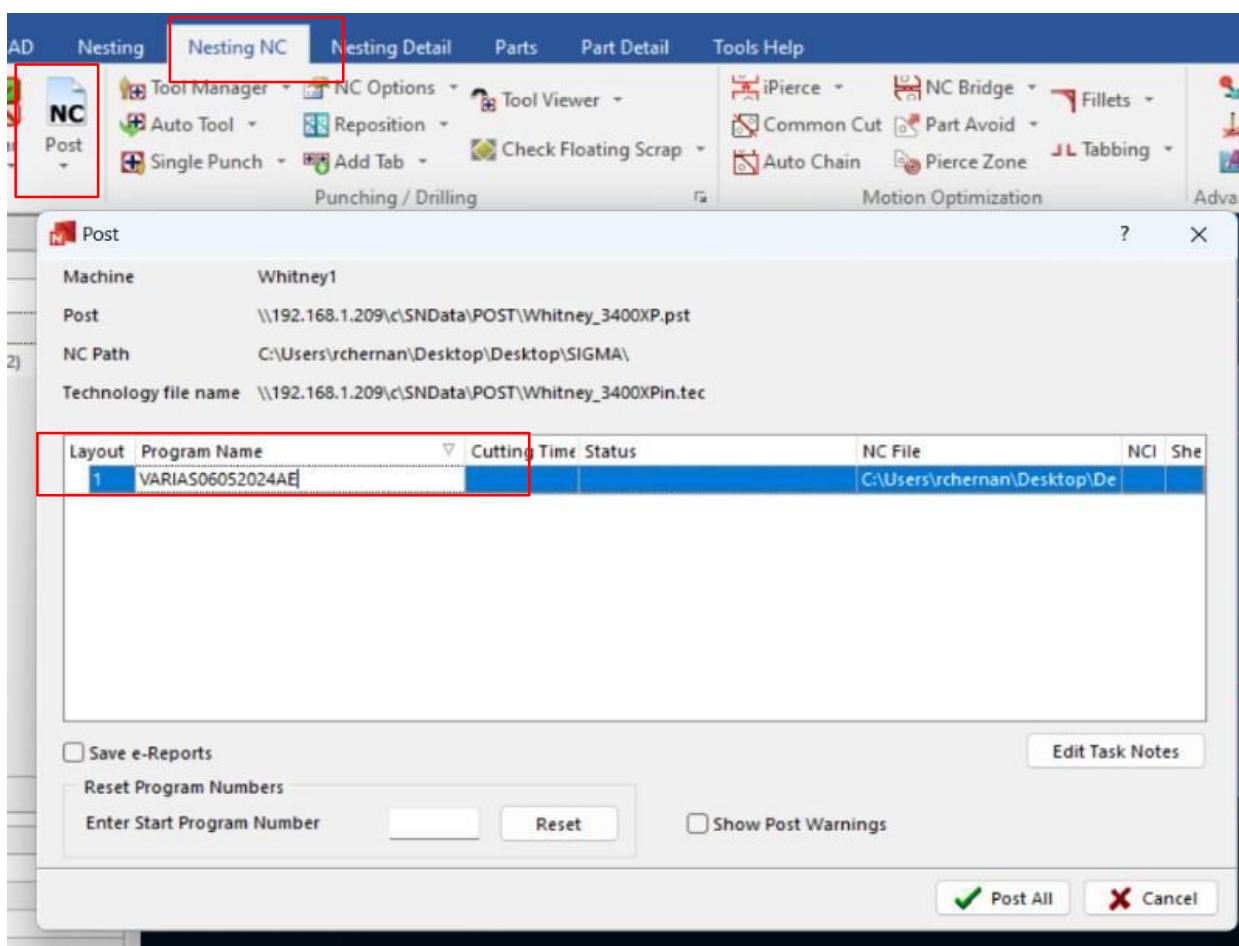 AD Nesting Nesting NC Nesting Detail Parts Part Detail Tools Help
NC Tool Manager NC Options Tool Viewer iPierce NC Bridge Fillets
Post Auto Tool Reposition Check Floating Scrap Common Cut Part Avoid Tabbing
Single Punch Add Tab Auto Chain Pierce Zone
Punching / Drilling Motion Optimization Adva
Post ?
Machine Whitney1
Post \\192.168.1.209\c\SNData\POST\Whitney_3400XP.pst
NC Path C:\Users\rchernan\Desktop\Desktop\SIGMA\
2)
Technology file name \\192.168.1.209\c\SNData\POST\Whitney_3400XPin.tec
Layout Program Name Cutting Time Status NC File NCI She
1 VARIAS06052024AE C:\Users\rchernan\Desktop\De
Save e-Reports Edit Task Notes
Reset Program Numbers
Enter Start Program Number Reset Show Post Warnings
Post All Cancel